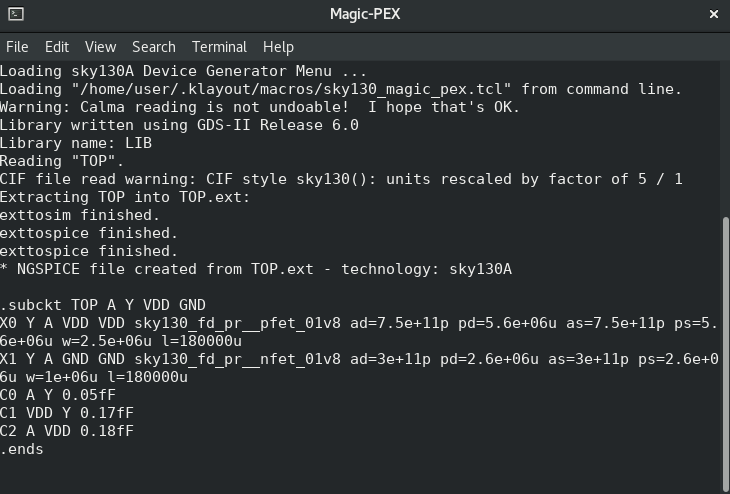 Magic-PEX
File Edit View Search Terminal Help
Loading sky130A Device Generator Menu ...
Loading "/home/user/.klayout/macros/sky130_magic_pex.tcl" from command line.
Warning: Calma reading is not undoable!  I hope that's OK.
Library written using GDS-II Release 6.0
Library name: LIB
Reading "TOP".
CIF file read warning: CIF style sky130(): units rescaled by factor of 5 / 1
Extracting TOP into TOP.ext:
exttosim finished.
exttospice finished.
exttospice finished.
* NGSPICE file created from TOP.ext - technology: sky130A
.subckt TOP A Y VDD GND
X0 Y A VDD VDD sky130_fd_pr__pfet_01v8 ad=7.5e+11p pd=5.6e+06u as=7.5e+11p ps=5.
6e+06u w=2.5e+06u l=180000u
X1 Y A GND GND sky130_fd_pr__nfet_01v8 ad=3e+11p pd=2.6e+06u as=3e+11p ps=2.6e+0
6u w=1e+06u l=180000u
C0 A Y 0.05fF
C1 VDD Y 0.17fF
C2 A VDD 0.18fF
.ends